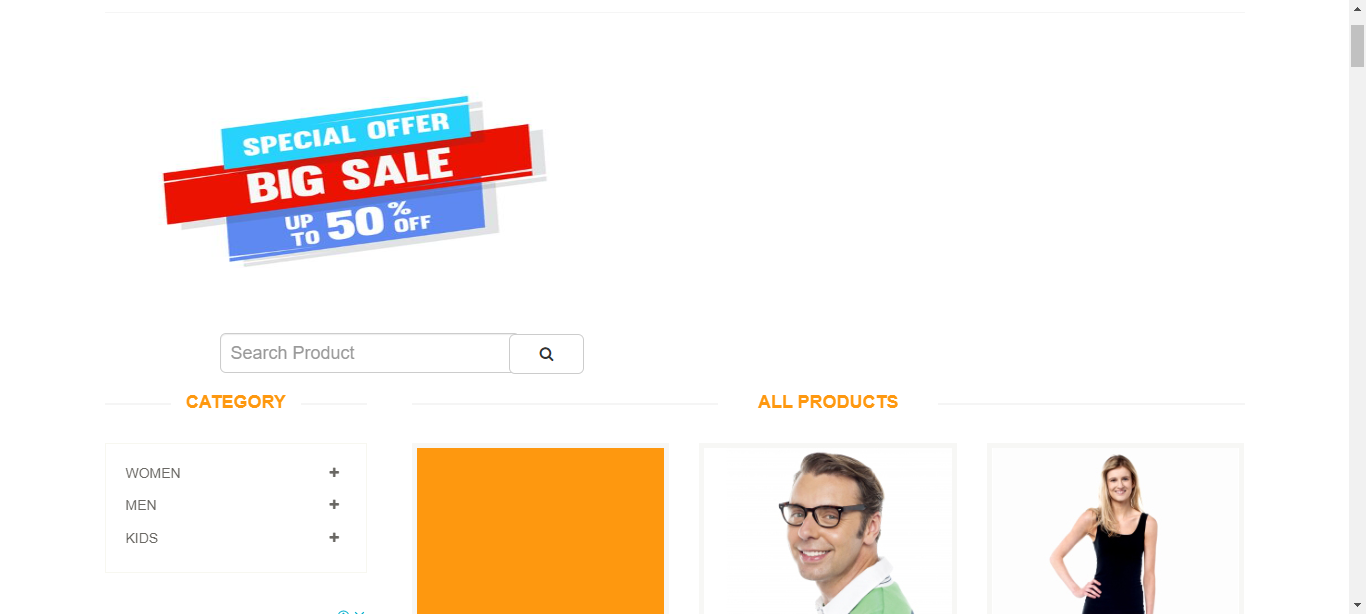 SPECIAL OFFER
BIG SALE
UP TO 50% OFF
Search Product
CATEGORY
ALL PRODUCTS
WOMEN
MEN
KIDS